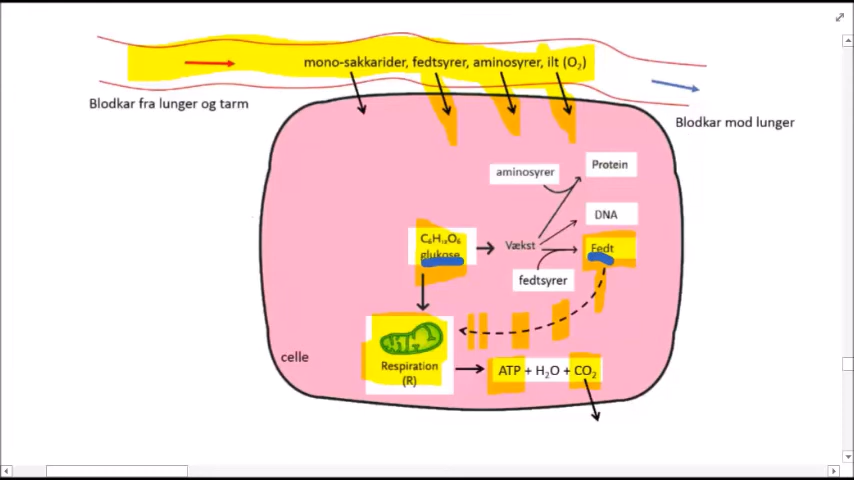 mono-sakkarider, fedtsyrer, aminosyrer, ilt (O₂)
Blodkar fra lunger og tarm
Blodkar mod lunger
aminosyrer
Protein
DNA
C₆H₁₂O₆
glukose
Vækst
Fedt
fedtsyrer
celle
Respiration
(R)
ATP + H₂O + CO₂